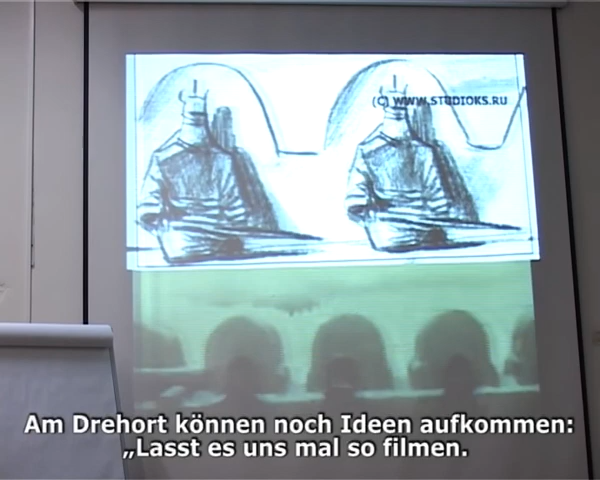 (C) WWW.STUDIOKS.RU
Am Drehort können noch Ideen aufkommen:
„Lasst es uns mal so filmen.